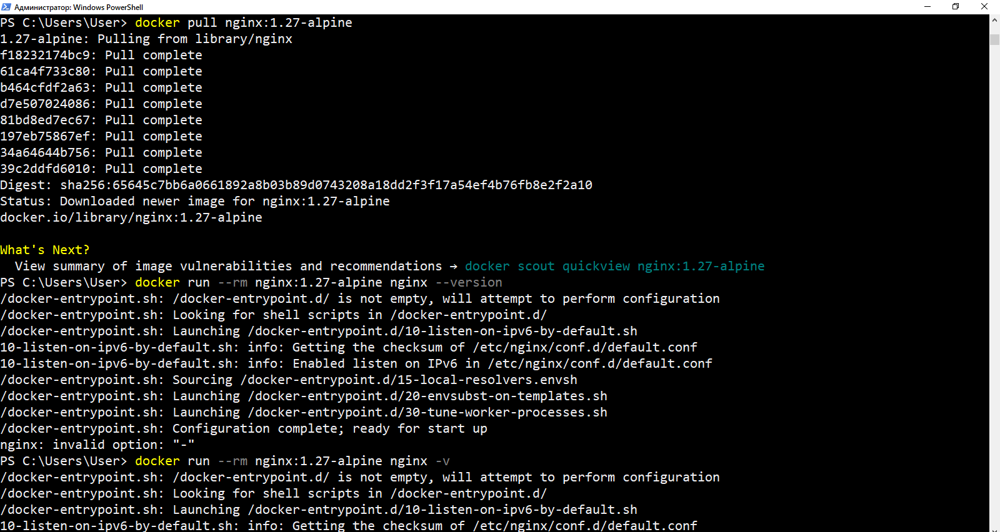 Администратор: Windows PowerShell
PS C:\Users\User> docker pull nginx:1.27-alpine
1.27-alpine: Pulling from library/nginx
f18232174bc9: Pull complete
61ca4f733c80: Pull complete
b464cfdf2a63: Pull complete
d7e507024086: Pull complete
81bd8ed7ec67: Pull complete
197eb75867ef: Pull complete
34a64644b756: Pull complete
39c2ddfd6010: Pull complete
Digest: sha256:65645c7bb6a0661892a8b03b89d0743208a18dd2f3f17a54ef4b76fb8e2f2a10
Status: Downloaded newer image for nginx:1.27-alpine
docker.io/library/nginx:1.27-alpine
What's Next?
View summary of image vulnerabilities and recommendations → docker scout quickview nginx:1.27-alpine
PS C:\Users\User> docker run --rm nginx:1.27-alpine nginx --version
/docker-entrypoint.sh: /docker-entrypoint.d/ is not empty, will attempt to perform configuration
/docker-entrypoint.sh: Looking for shell scripts in /docker-entrypoint.d/
/docker-entrypoint.sh: Launching /docker-entrypoint.d/10-listen-on-ipv6-by-default.sh
10-listen-on-ipv6-by-default.sh: info: Getting the checksum of /etc/nginx/conf.d/default.conf
10-listen-on-ipv6-by-default.sh: info: Enabled listen on IPv6 in /etc/nginx/conf.d/default.conf
/docker-entrypoint.sh: Sourcing /docker-entrypoint.d/15-local-resolvers.envsh
/docker-entrypoint.sh: Launching /docker-entrypoint.d/20-envsubst-on-templates.sh
/docker-entrypoint.sh: Launching /docker-entrypoint.d/30-tune-worker-processes.sh
/docker-entrypoint.sh: Configuration complete; ready for start up
nginx: invalid option: "-"
PS C:\Users\User> docker run --rm nginx:1.27-alpine nginx -v
/docker-entrypoint.sh: /docker-entrypoint.d/ is not empty, will attempt to perform configuration
/docker-entrypoint.sh: Looking for shell scripts in /docker-entrypoint.d/
/docker-entrypoint.sh: Launching /docker-entrypoint.d/10-listen-on-ipv6-by-default.sh
10-listen-on-ipv6-by-default.sh: info: Getting the checksum of /etc/nginx/conf.d/default.conf